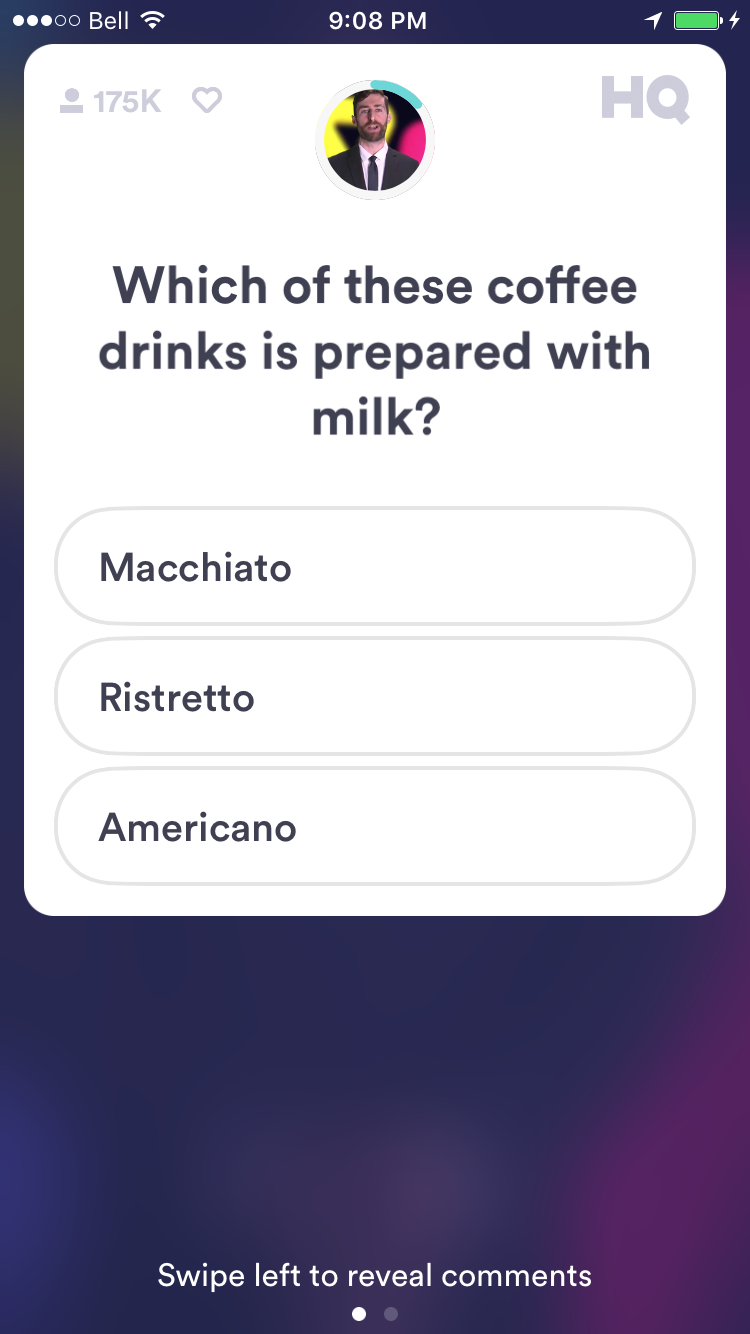 Bell 9:08 PM
175K HQ
Which of these coffee
drinks is prepared with
milk?
Macchiato
Ristretto
Americano
Swipe left to reveal comments